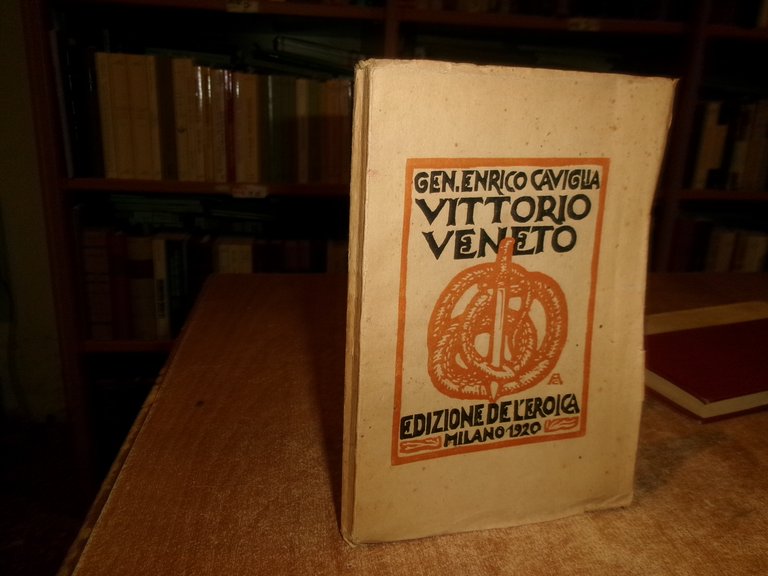 GEN. ENRICO CAVIGLIA
VITTORIO
VENETO
EDIZIONE DE L'EROICA
MILANO 1920